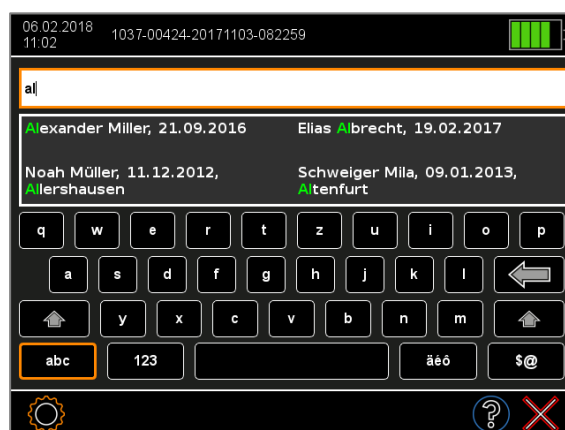 06.02.2018
11:02
1037-00424-20171103-082259
al
Alexander Miller, 21.09.2016
Elias Albrecht, 19.02.2017
Noah Müller, 11.12.2012,
Allershausen
Schweiger Mila, 09.01.2013,
Altenfurt
q w e r t z u i o p
a s d f g h j k l
y x c v b n m
abc 123 äéô $@
?